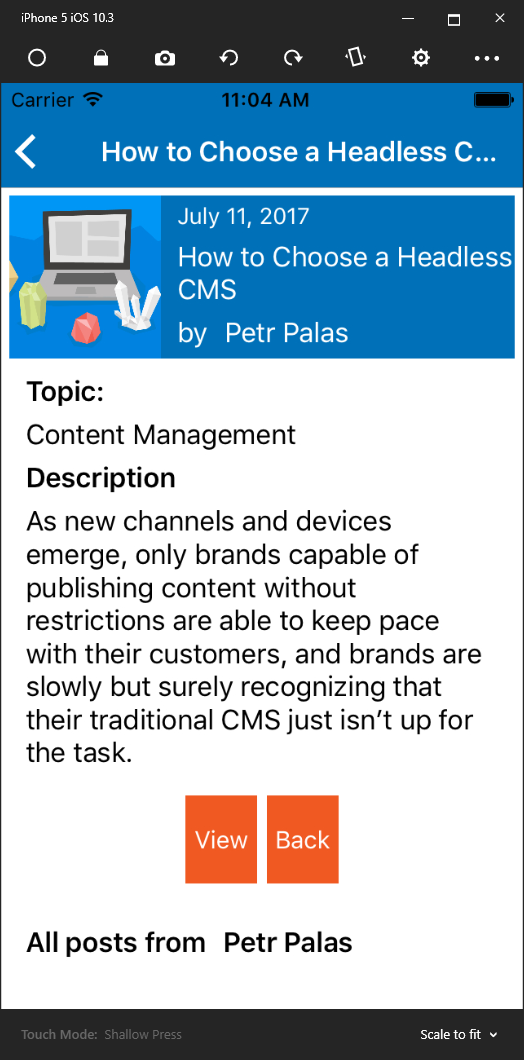 iPhone 5 iOS 10.3
Carrier 11:04 AM
How to Choose a Headless C...
July 11, 2017
How to Choose a Headless
CMS
by Petr Palas
Topic:
Content Management
Description
As new channels and devices
emerge, only brands capable of
publishing content without
restrictions are able to keep pace
with their customers, and brands are
slowly but surely recognizing that
their traditional CMS just isn’t up for
the task.
View Back
All posts from Petr Palas
Touch Mode: Shallow Press Scale to fit